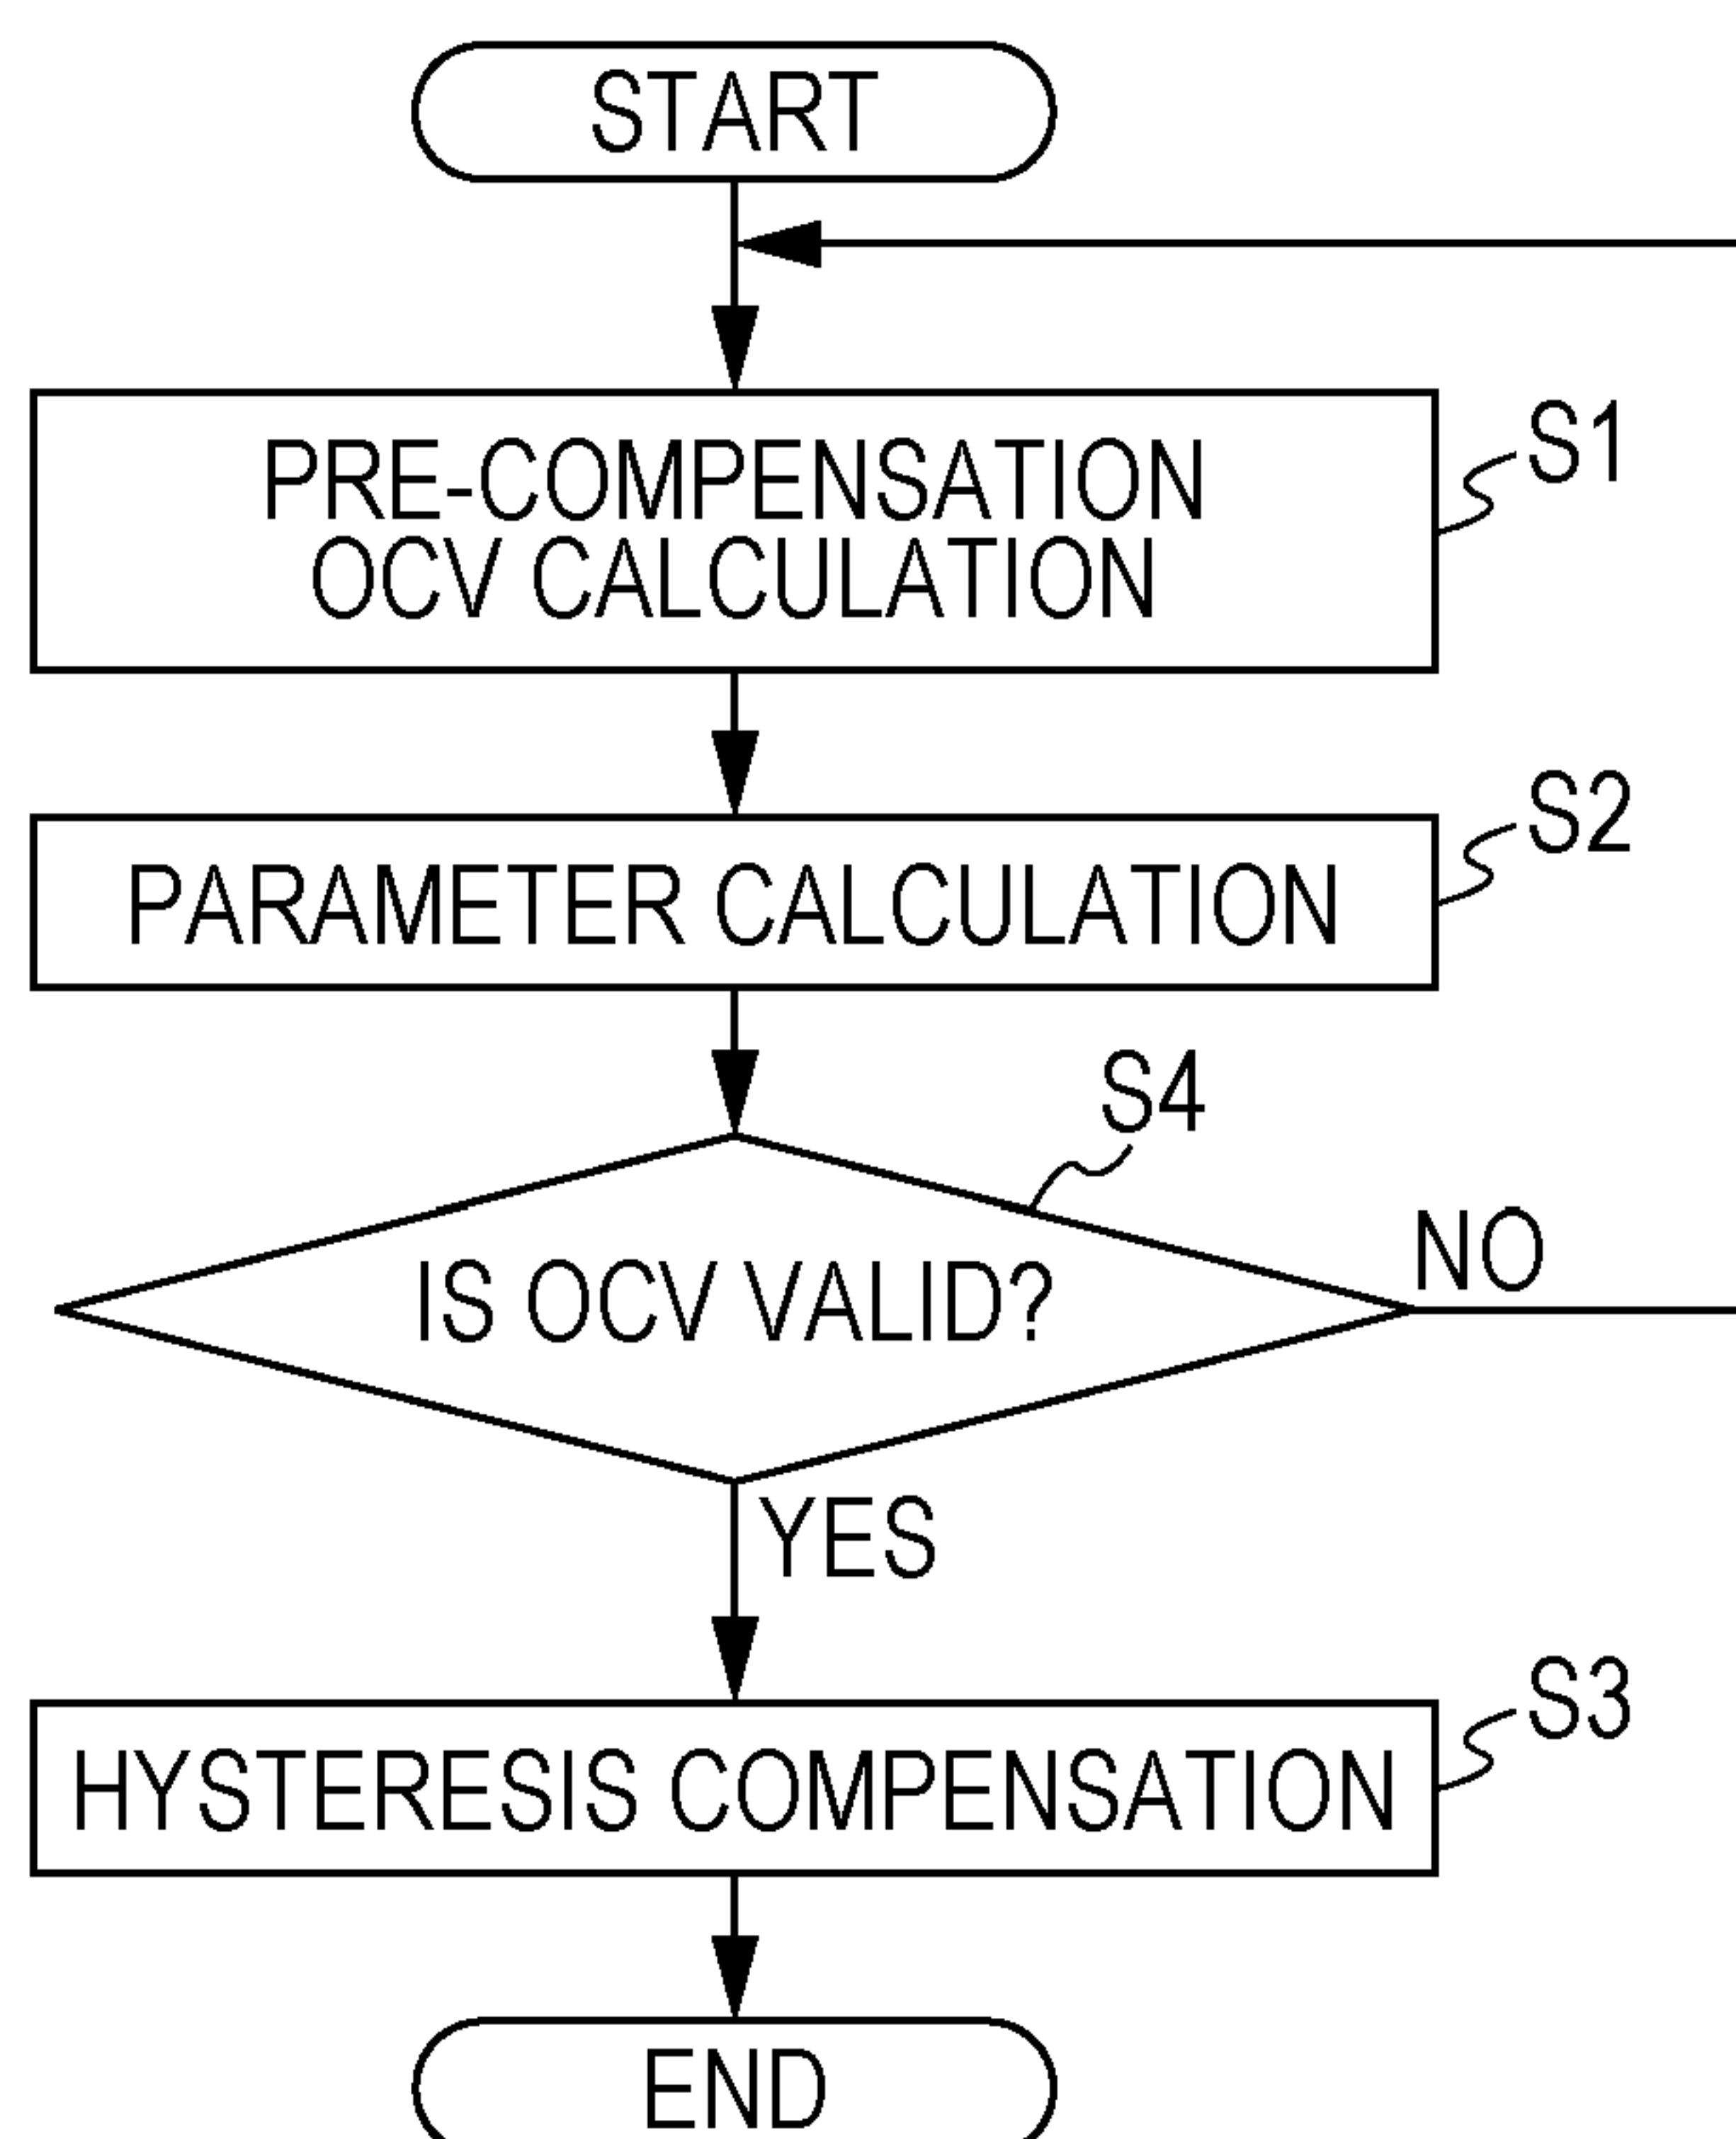 START
PRE-COMPENSATION
OCV CALCULATION
S1
PARAMETER CALCULATION
S2
S4
IS OCV VALID?
NO
YES
HYSTERESIS COMPENSATION
S3
END